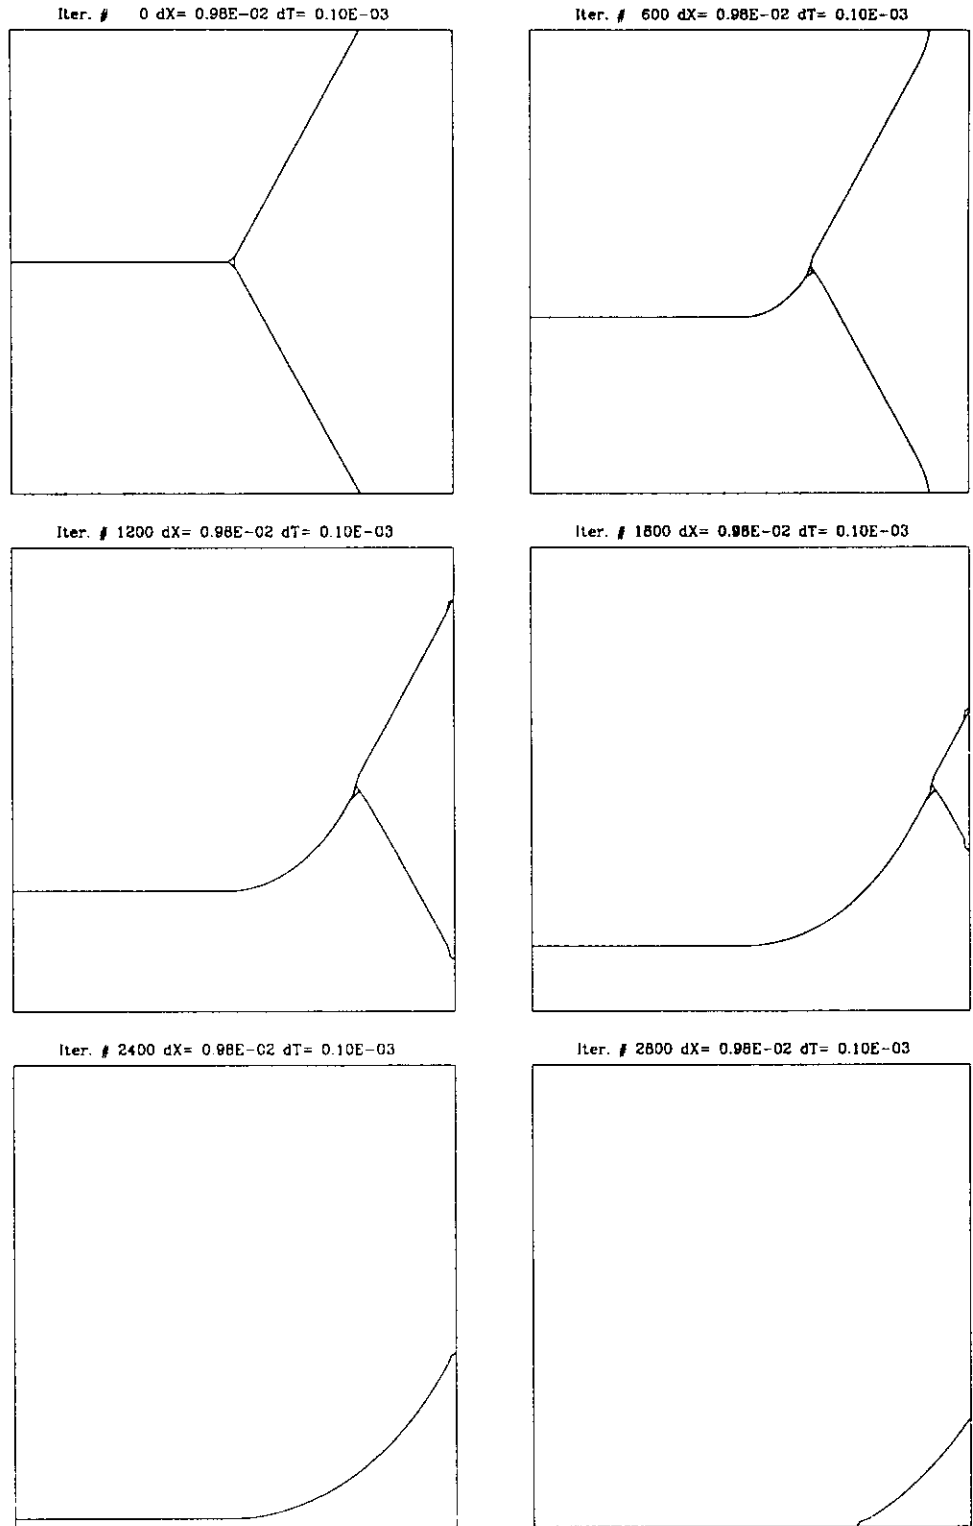 Iter. # 0 dX= 0.98E-02 dT= 0.10E-03
Iter. # 600 dX= 0.98E-02 dT= 0.10E-03
Iter. # 1200 dX= 0.98E-02 dT= 0.10E-03
Iter. # 1800 dX= 0.98E-02 dT= 0.10E-03
Iter. # 2400 dX= 0.98E-02 dT= 0.10E-03
Iter. # 2800 dX= 0.98E-02 dT= 0.10E-03